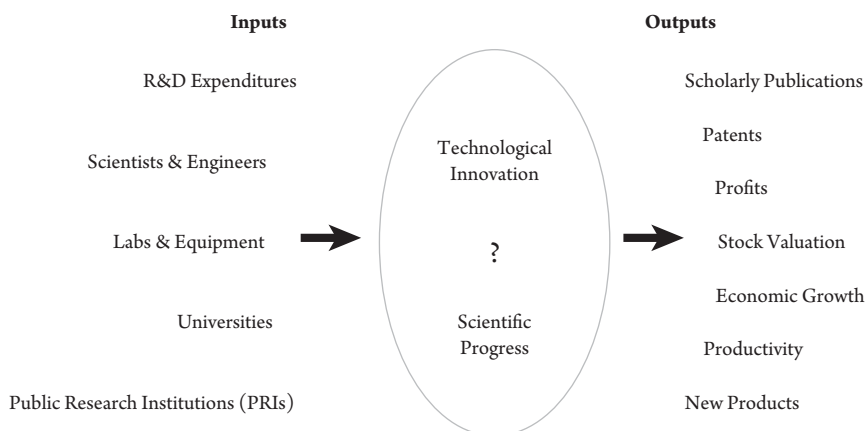 Inputs
Outputs
R&D Expenditures
Scientists & Engineers
Labs & Equipment
Universities
Public Research Institutions (PRIs)
Technological
Innovation
?
Scientific
Progress
Scholarly Publications
Patents
Profits
Stock Valuation
Economic Growth
Productivity
New Products